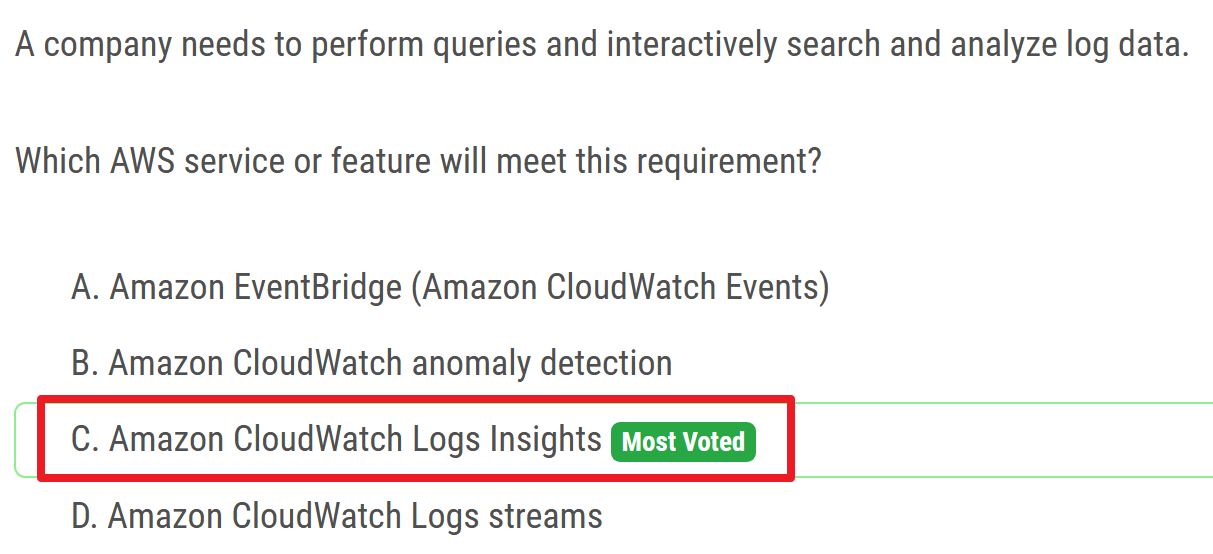 A company needs to perform queries and interactively search and analyze log data.
Which AWS service or feature will meet this requirement?
A. Amazon EventBridge (Amazon CloudWatch Events)
B. Amazon CloudWatch anomaly detection
C. Amazon CloudWatch Logs Insights Most Voted
D. Amazon CloudWatch Logs streams